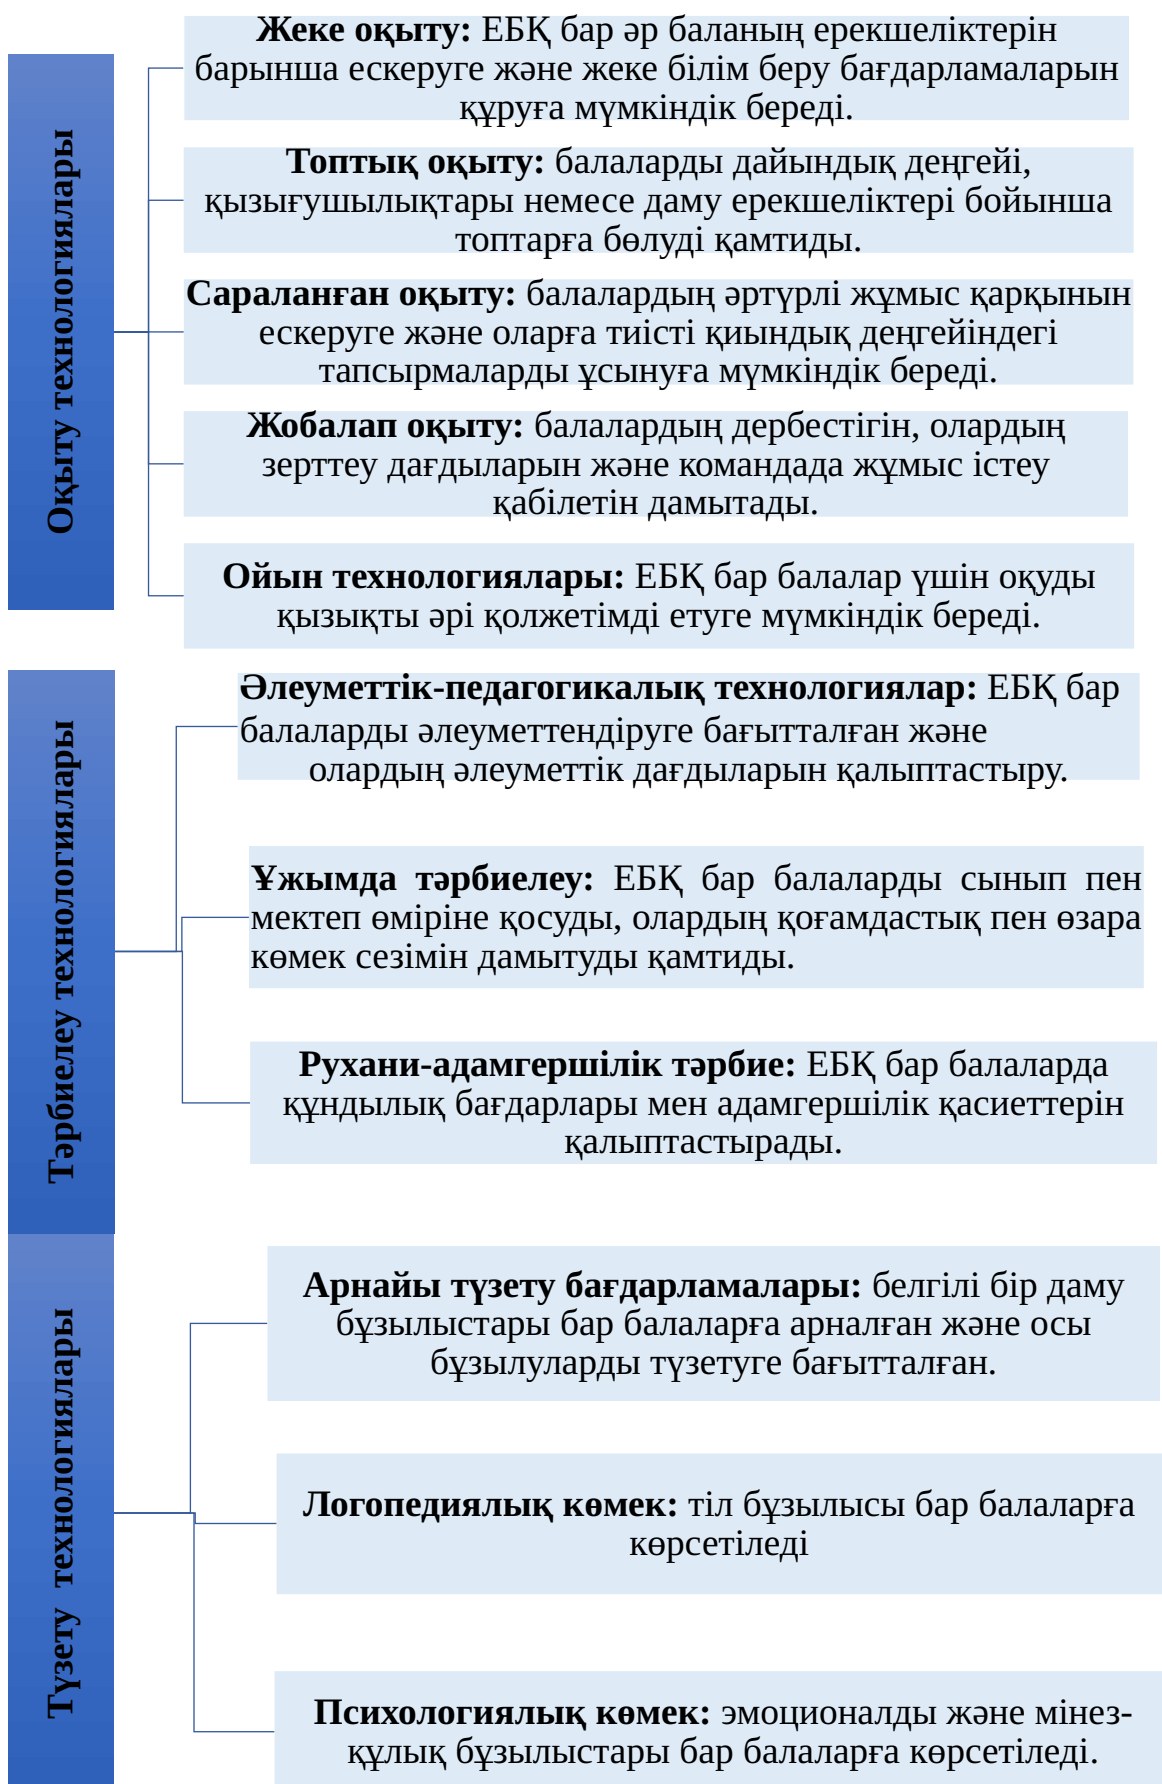 Оқыту технологиялары
Жеке оқыту: ЕБҚ бар әр баланың ерекшеліктерін
барынша ескеруге және жеке білім беру бағдарламаларын
құруға мүмкіндік береді.
Топтық оқыту: балаларды дайындық деңгейі,
қызығушылықтары немесе даму ерекшеліктері бойынша
топтарға бөлуді қамтиды.
Сараланған оқыту: балалардың әртүрлі жұмыс қарқынын
ескеруге және оларға тиісті қиындық деңгейіндегі
тапсырмаларды ұсынуға мүмкіндік береді.
Жобалап оқыту: балалардың дербестігін, олардың
зерттеу дағдыларын және командада жұмыс істеу
қабілетін дамытады.
Ойын технологиялары: ЕБҚ бар балалар үшін оқуды
қызықты әрі қолжетімді етуге мүмкіндік береді.
Тәрбиелеу технологиялары
Әлеуметтік-педагогикалық технологиялар: ЕБҚ бар
балаларды әлеуметтендіруге бағытталған және
олардың әлеуметтік дағдыларын қалыптастыру.
Ұжымда тәрбиелеу: ЕБҚ бар балаларды сынып пен
мектеп өміріне қосуды, олардың қоғамдастық пен өзара
көмек сезімін дамытуды қамтиды.
Рухани-адамгершілік тәрбие: ЕБҚ бар балаларда
құндылық бағдарлары мен адамгершілік қасиеттерін
қалыптастырады.
Түзету технологиялары
Арнайы түзету бағдарламалары: белгілі бір даму
бұзылыстары бар балаларға арналған және осы
бұзылуларды түзетуге бағытталған.
Логопедиялық көмек: тіл бұзылысы бар балаларға
көрсетіледі
Психологиялық көмек: эмоционалды және мінез-
құлық бұзылыстары бар балаларға көрсетіледі.